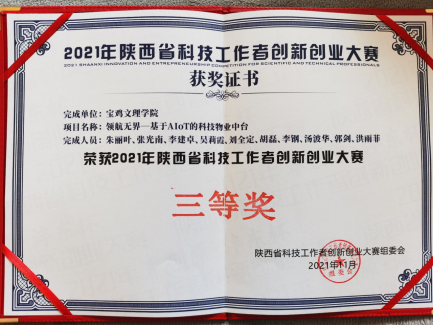 2021年陕西省科技工作者创新创业大赛
2021 SHAANXI INNOVATION AND ENTREPRENEURSHIP COMPETITION FOR SCIENTIFIC AND TECHNICAL PROFESSIONALS
获奖证书
完成单位：宝鸡文理学院
项目名称：领航无界—基于AIoT的科技物业中台
完成人员：朱丽叶、张光南、李建卓、吴莉霞、刘全定、胡磊、李钢、汤波华、郭剑、洪雨菲
荣获2021年陕西省科技工作者创新创业大赛
三等奖
陕西省科技工作者创新创业大赛组委会
2021年11月